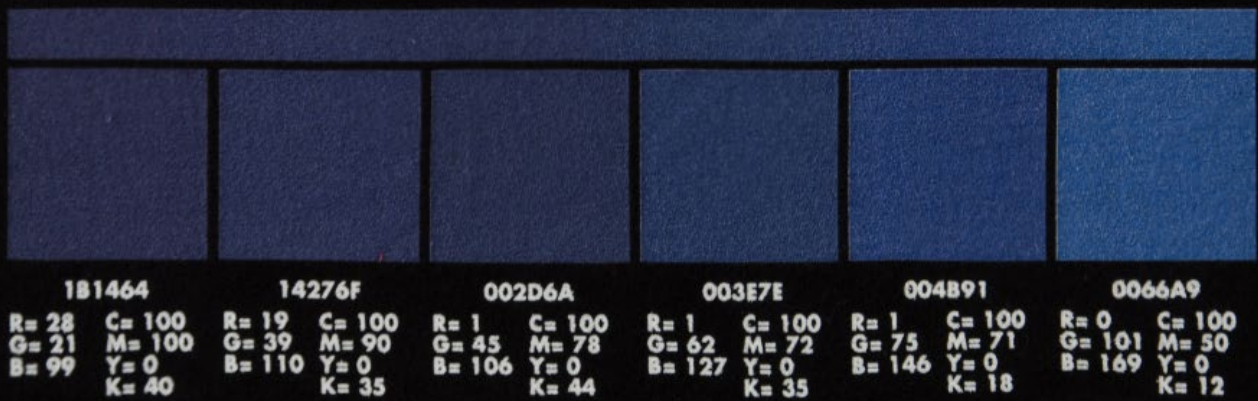 1B1464 14276F 002D6A 003E7E 004B91 0066A9
R= 28 C= 100 R= 19 C= 100 R= 1 C= 100 R= 1 C= 100 R= 1 C= 100 R= 0 C= 100
G= 21 M= 100 G= 39 M= 90 G= 45 M= 78 G= 62 M= 72 G= 75 M= 71 G= 101 M= 50
B= 99 Y= 0 B= 110 Y= 0 B= 106 Y= 0 B= 127 Y= 0 B= 146 Y= 0 B= 169 Y= 0
K= 40 K= 35 K= 44 K= 35 K= 18 K= 12